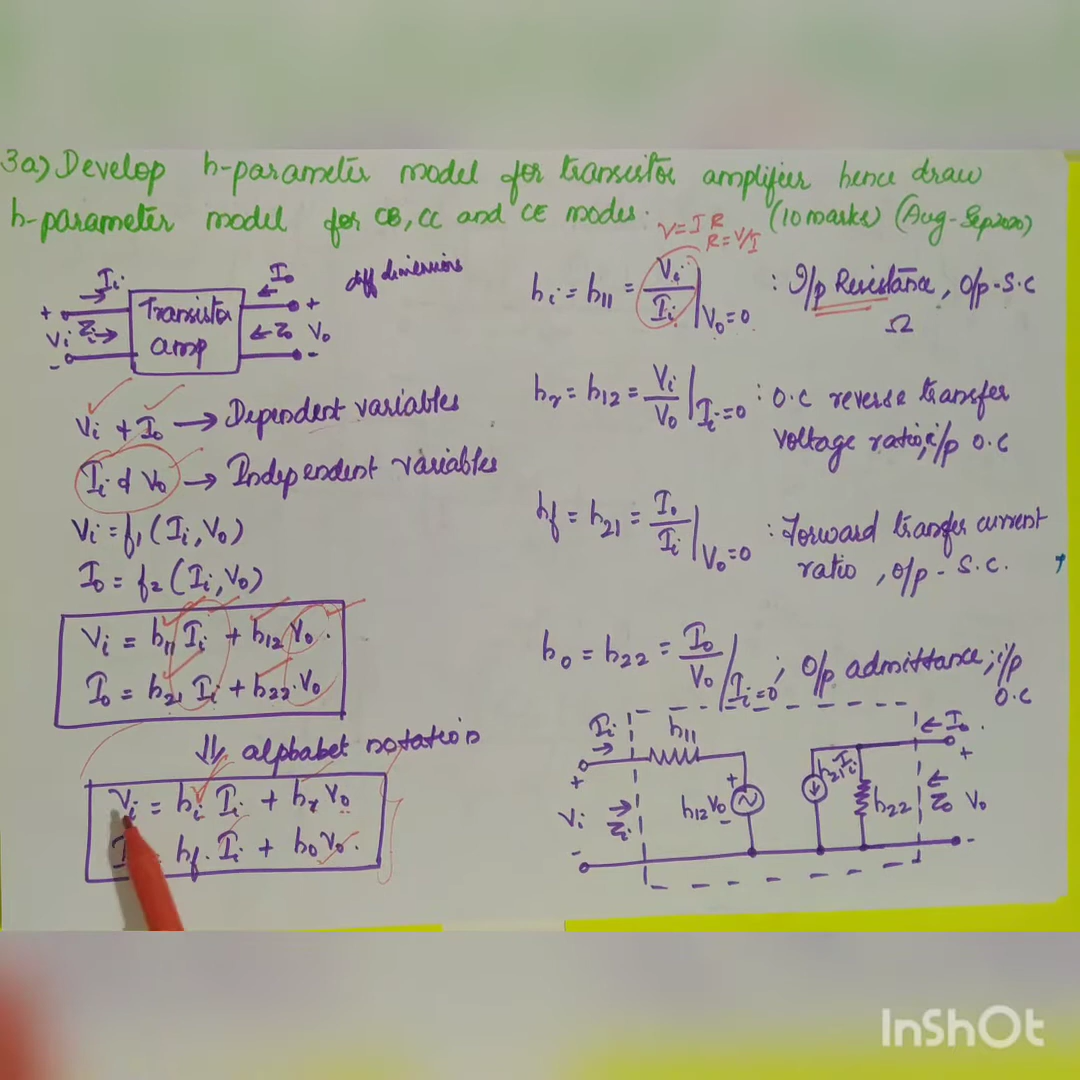 3a) Develop h-parameter model for transistor amplifier hence draw
h-parameter model for CB, CC and CE modes. (10 marks) (Aug-Sep 2020)
V=IR
R=V/I
Ii
Io
diff dimensions
+ Transistor +
Vi Zi Zo Vo
amp
- -
Vi + Io → Dependent variables
Ii & Vo → Independent variables
Vi = f1 (Ii, Vo)
Io = f2 (Ii, Vo)
Vi = h11 Ii + h12 Vo.
Io = h21 Ii + h22.Vo
⇓ alphabet notation
Vi = hi Ii + hr Vo
I = hf. Ii + ho Vo.
hi = h11 = Vi/Ii | Vo=0 : I/p Resistance, O/p-S.C
Ω
hr = h12 = Vi/Vo | Ii=0 : O.C reverse transfer
voltage ratio, i/p O.C
hf = h21 = Io/Ii | Vo=0 : Forward transfer current
ratio, O/p - S.C.
ho = h22 = Io/Vo | Ii=0 ; O/p admittance; i/p
O.C
Ii h11 ← Io.
+ + h21Ii +
Vi Zi h12Vo h22 Zo Vo
- - -
InShOt